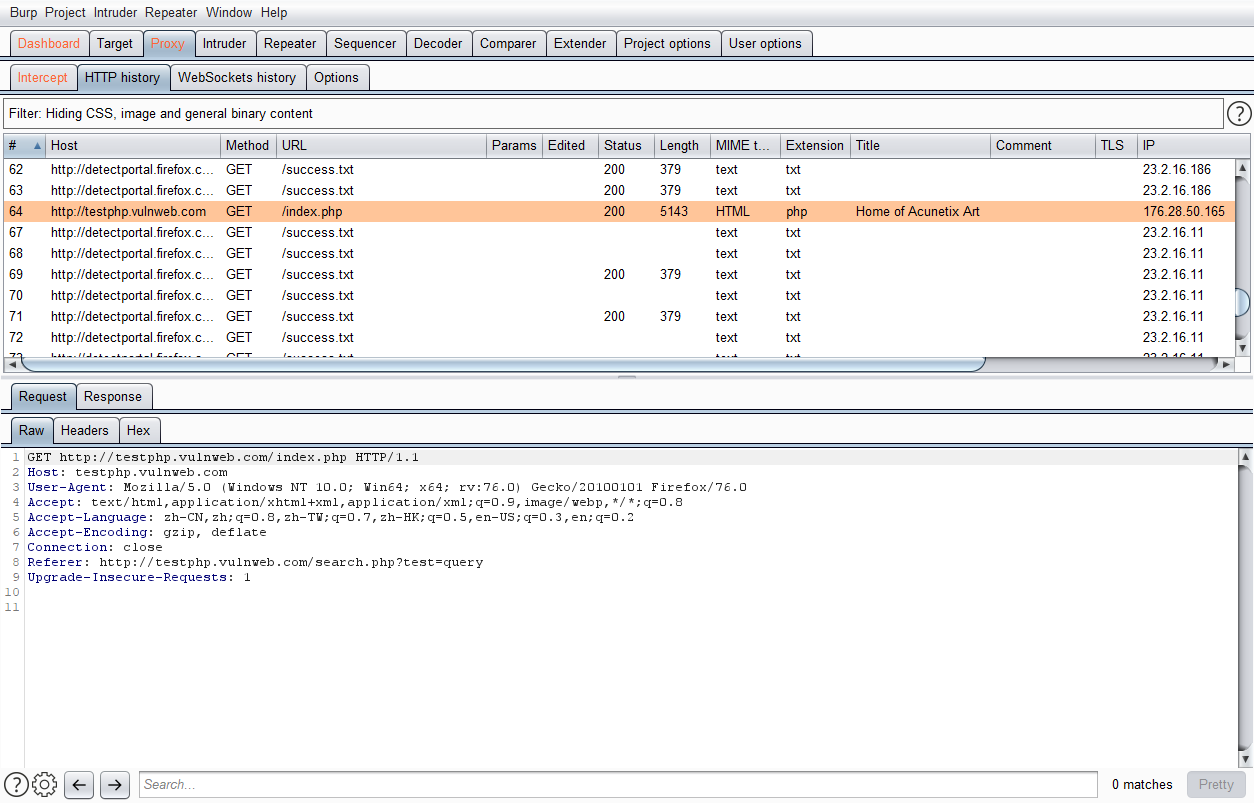 Burp Project Intruder Repeater Window Help
Dashboard Target Proxy Intruder Repeater Sequencer Decoder Comparer Extender Project options User options
Intercept HTTP history WebSockets history Options
Filter: Hiding CSS, image and general binary content
# Host Method URL Params Edited Status Length MIME t... Extension Title Comment TLS IP
62 http://detectportal.firefox.c... GET /success.txt 200 379 text txt 23.2.16.186
63 http://detectportal.firefox.c... GET /success.txt 200 379 text txt 23.2.16.186
64 http://testphp.vulnweb.com GET /index.php 200 5143 HTML php Home of Acunetix Art 176.28.50.165
67 http://detectportal.firefox.c... GET /success.txt text txt 23.2.16.11
68 http://detectportal.firefox.c... GET /success.txt text txt 23.2.16.11
69 http://detectportal.firefox.c... GET /success.txt 200 379 text txt 23.2.16.11
70 http://detectportal.firefox.c... GET /success.txt text txt 23.2.16.11
71 http://detectportal.firefox.c... GET /success.txt 200 379 text txt 23.2.16.11
72 http://detectportal.firefox.c... GET /success.txt text txt 23.2.16.11
Request Response
Raw Headers Hex
1 GET http://testphp.vulnweb.com/index.php HTTP/1.1
2 Host: testphp.vulnweb.com
3 User-Agent: Mozilla/5.0 (Windows NT 10.0; Win64; x64; rv:76.0) Gecko/20100101 Firefox/76.0
4 Accept: text/html,application/xhtml+xml,application/xml;q=0.9,image/webp,*/*;q=0.8
5 Accept-Language: zh-CN,zh;q=0.8,zh-TW;q=0.7,zh-HK;q=0.5,en-US;q=0.3,en;q=0.2
6 Accept-Encoding: gzip, deflate
7 Connection: close
8 Referer: http://testphp.vulnweb.com/search.php?test=query
9 Upgrade-Insecure-Requests: 1
10
11
Search... 0 matches Pretty